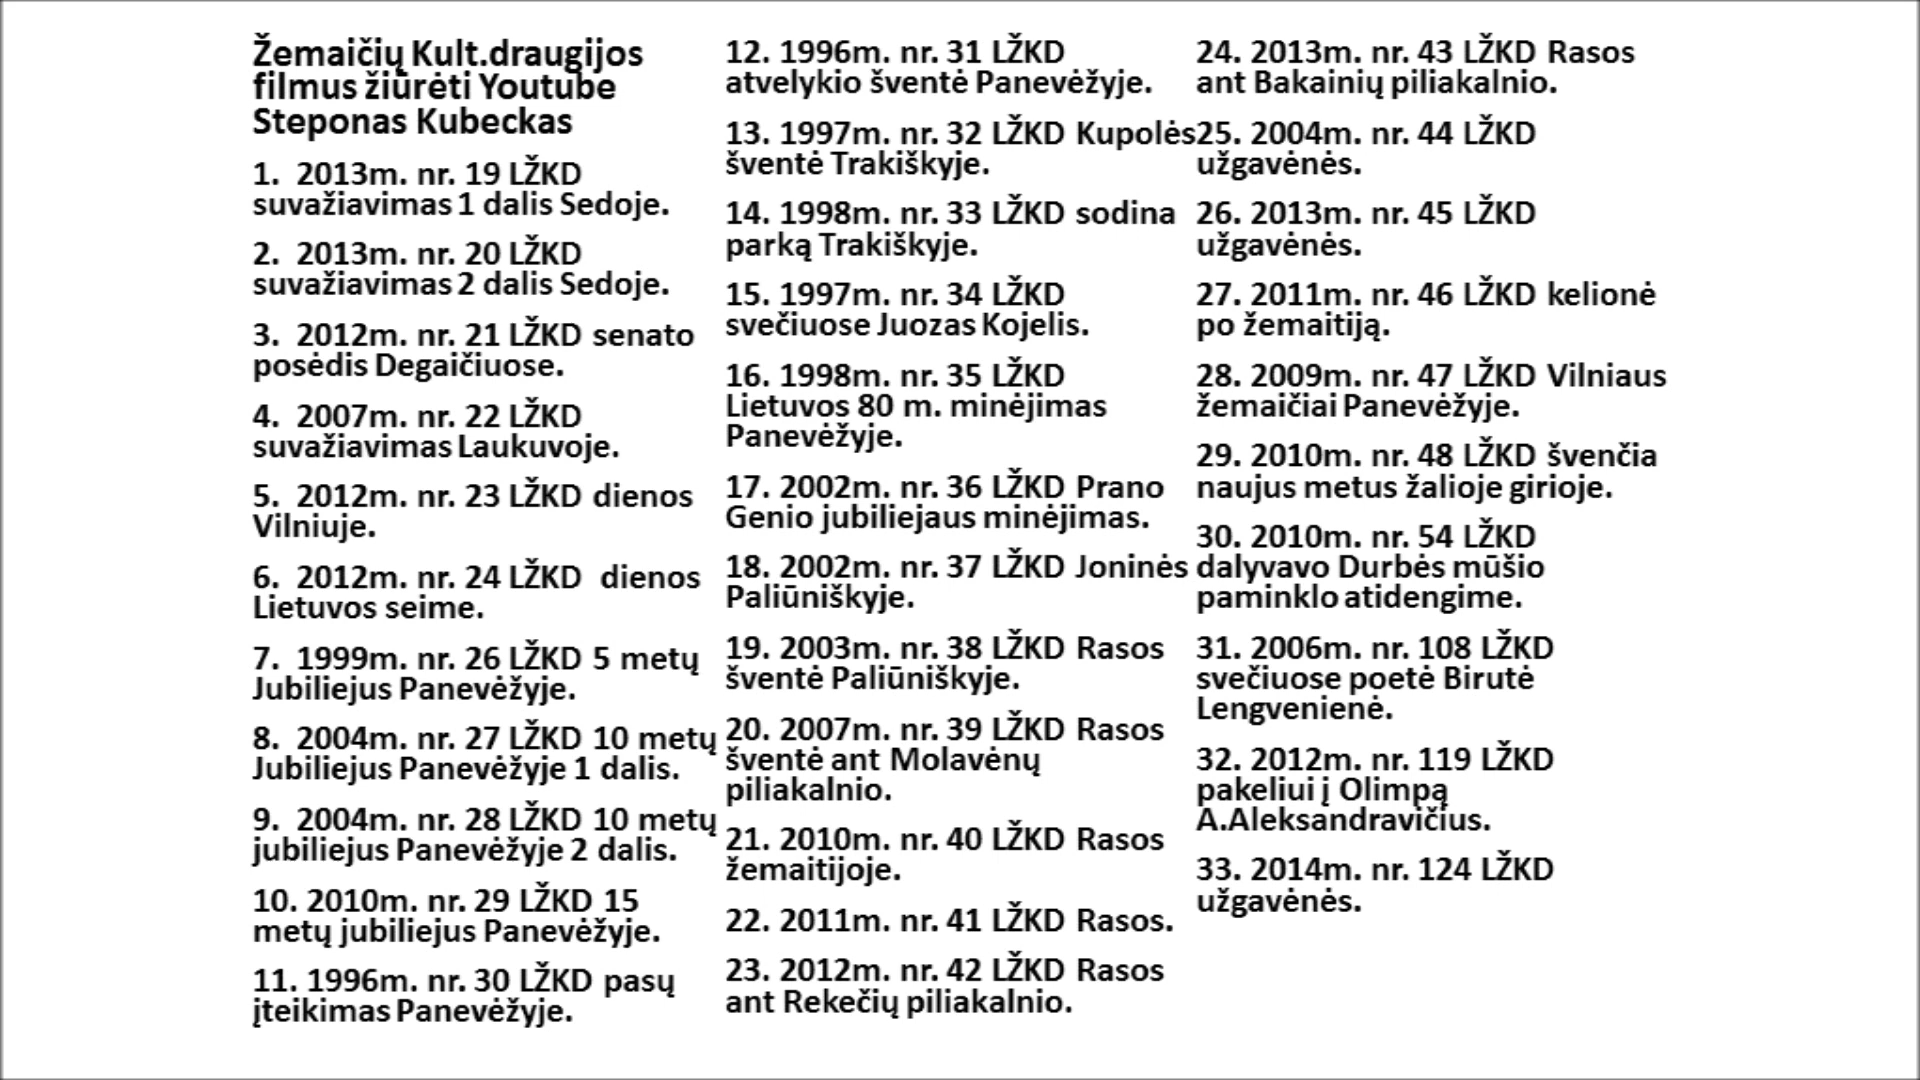 Žemaičių Kult.draugijos
filmus žiūrėti Youtube
Steponas Kubeckas
1. 2013m. nr. 19 LŽKD
suvažiavimas 1 dalis Sedoje.
2. 2013m. nr. 20 LŽKD
suvažiavimas 2 dalis Sedoje.
3. 2012m. nr. 21 LŽKD senato
posėdis Degaičiuose.
4. 2007m. nr. 22 LŽKD
suvažiavimas Laukuvoje.
5. 2012m. nr. 23 LŽKD dienos
Vilniuje.
6. 2012m. nr. 24 LŽKD dienos
Lietuvos seime.
7. 1999m. nr. 26 LŽKD 5 metų
Jubiliejus Panevėžyje.
8. 2004m. nr. 27 LŽKD 10 metų
Jubiliejus Panevėžyje 1 dalis.
9. 2004m. nr. 28 LŽKD 10 metų
jubiliejus Panevėžyje 2 dalis.
10. 2010m. nr. 29 LŽKD 15
metų jubiliejus Panevėžyje.
11. 1996m. nr. 30 LŽKD pasų
įteikimas Panevėžyje.
12. 1996m. nr. 31 LŽKD
atvelykio šventė Panevėžyje.
13. 1997m. nr. 32 LŽKD Kupolės
šventė Trakiškyje.
14. 1998m. nr. 33 LŽKD sodina
parką Trakiškyje.
15. 1997m. nr. 34 LŽKD
svečiuose Juozas Kojelis.
16. 1998m. nr. 35 LŽKD
Lietuvos 80 m. minėjimas
Panevėžyje.
17. 2002m. nr. 36 LŽKD Prano
Genio jubiliejaus minėjimas.
18. 2002m. nr. 37 LŽKD Joninės
Paliūniškyje.
19. 2003m. nr. 38 LŽKD Rasos
šventė Paliūniškyje.
20. 2007m. nr. 39 LŽKD Rasos
šventė ant Molavėnų
piliakalnio.
21. 2010m. nr. 40 LŽKD Rasos
žemaitijoje.
22. 2011m. nr. 41 LŽKD Rasos.
23. 2012m. nr. 42 LŽKD Rasos
ant Rekečių piliakalnio.
24. 2013m. nr. 43 LŽKD Rasos
ant Bakainių piliakalnio.
25. 2004m. nr. 44 LŽKD
užgavėnės.
26. 2013m. nr. 45 LŽKD
užgavėnės.
27. 2011m. nr. 46 LŽKD kelionė
po žemaitiją.
28. 2009m. nr. 47 LŽKD Vilniaus
žemaičiai Panevėžyje.
29. 2010m. nr. 48 LŽKD švenčia
naujus metus žalioje girioje.
30. 2010m. nr. 54 LŽKD
dalyvavo Durbės mūšio
paminklo atidengime.
31. 2006m. nr. 108 LŽKD
svečiuose poetė Birutė
Lengvenienė.
32. 2012m. nr. 119 LŽKD
pakeliui į Olimpą
A.Aleksandravičius.
33. 2014m. nr. 124 LŽKD
užgavėnės.